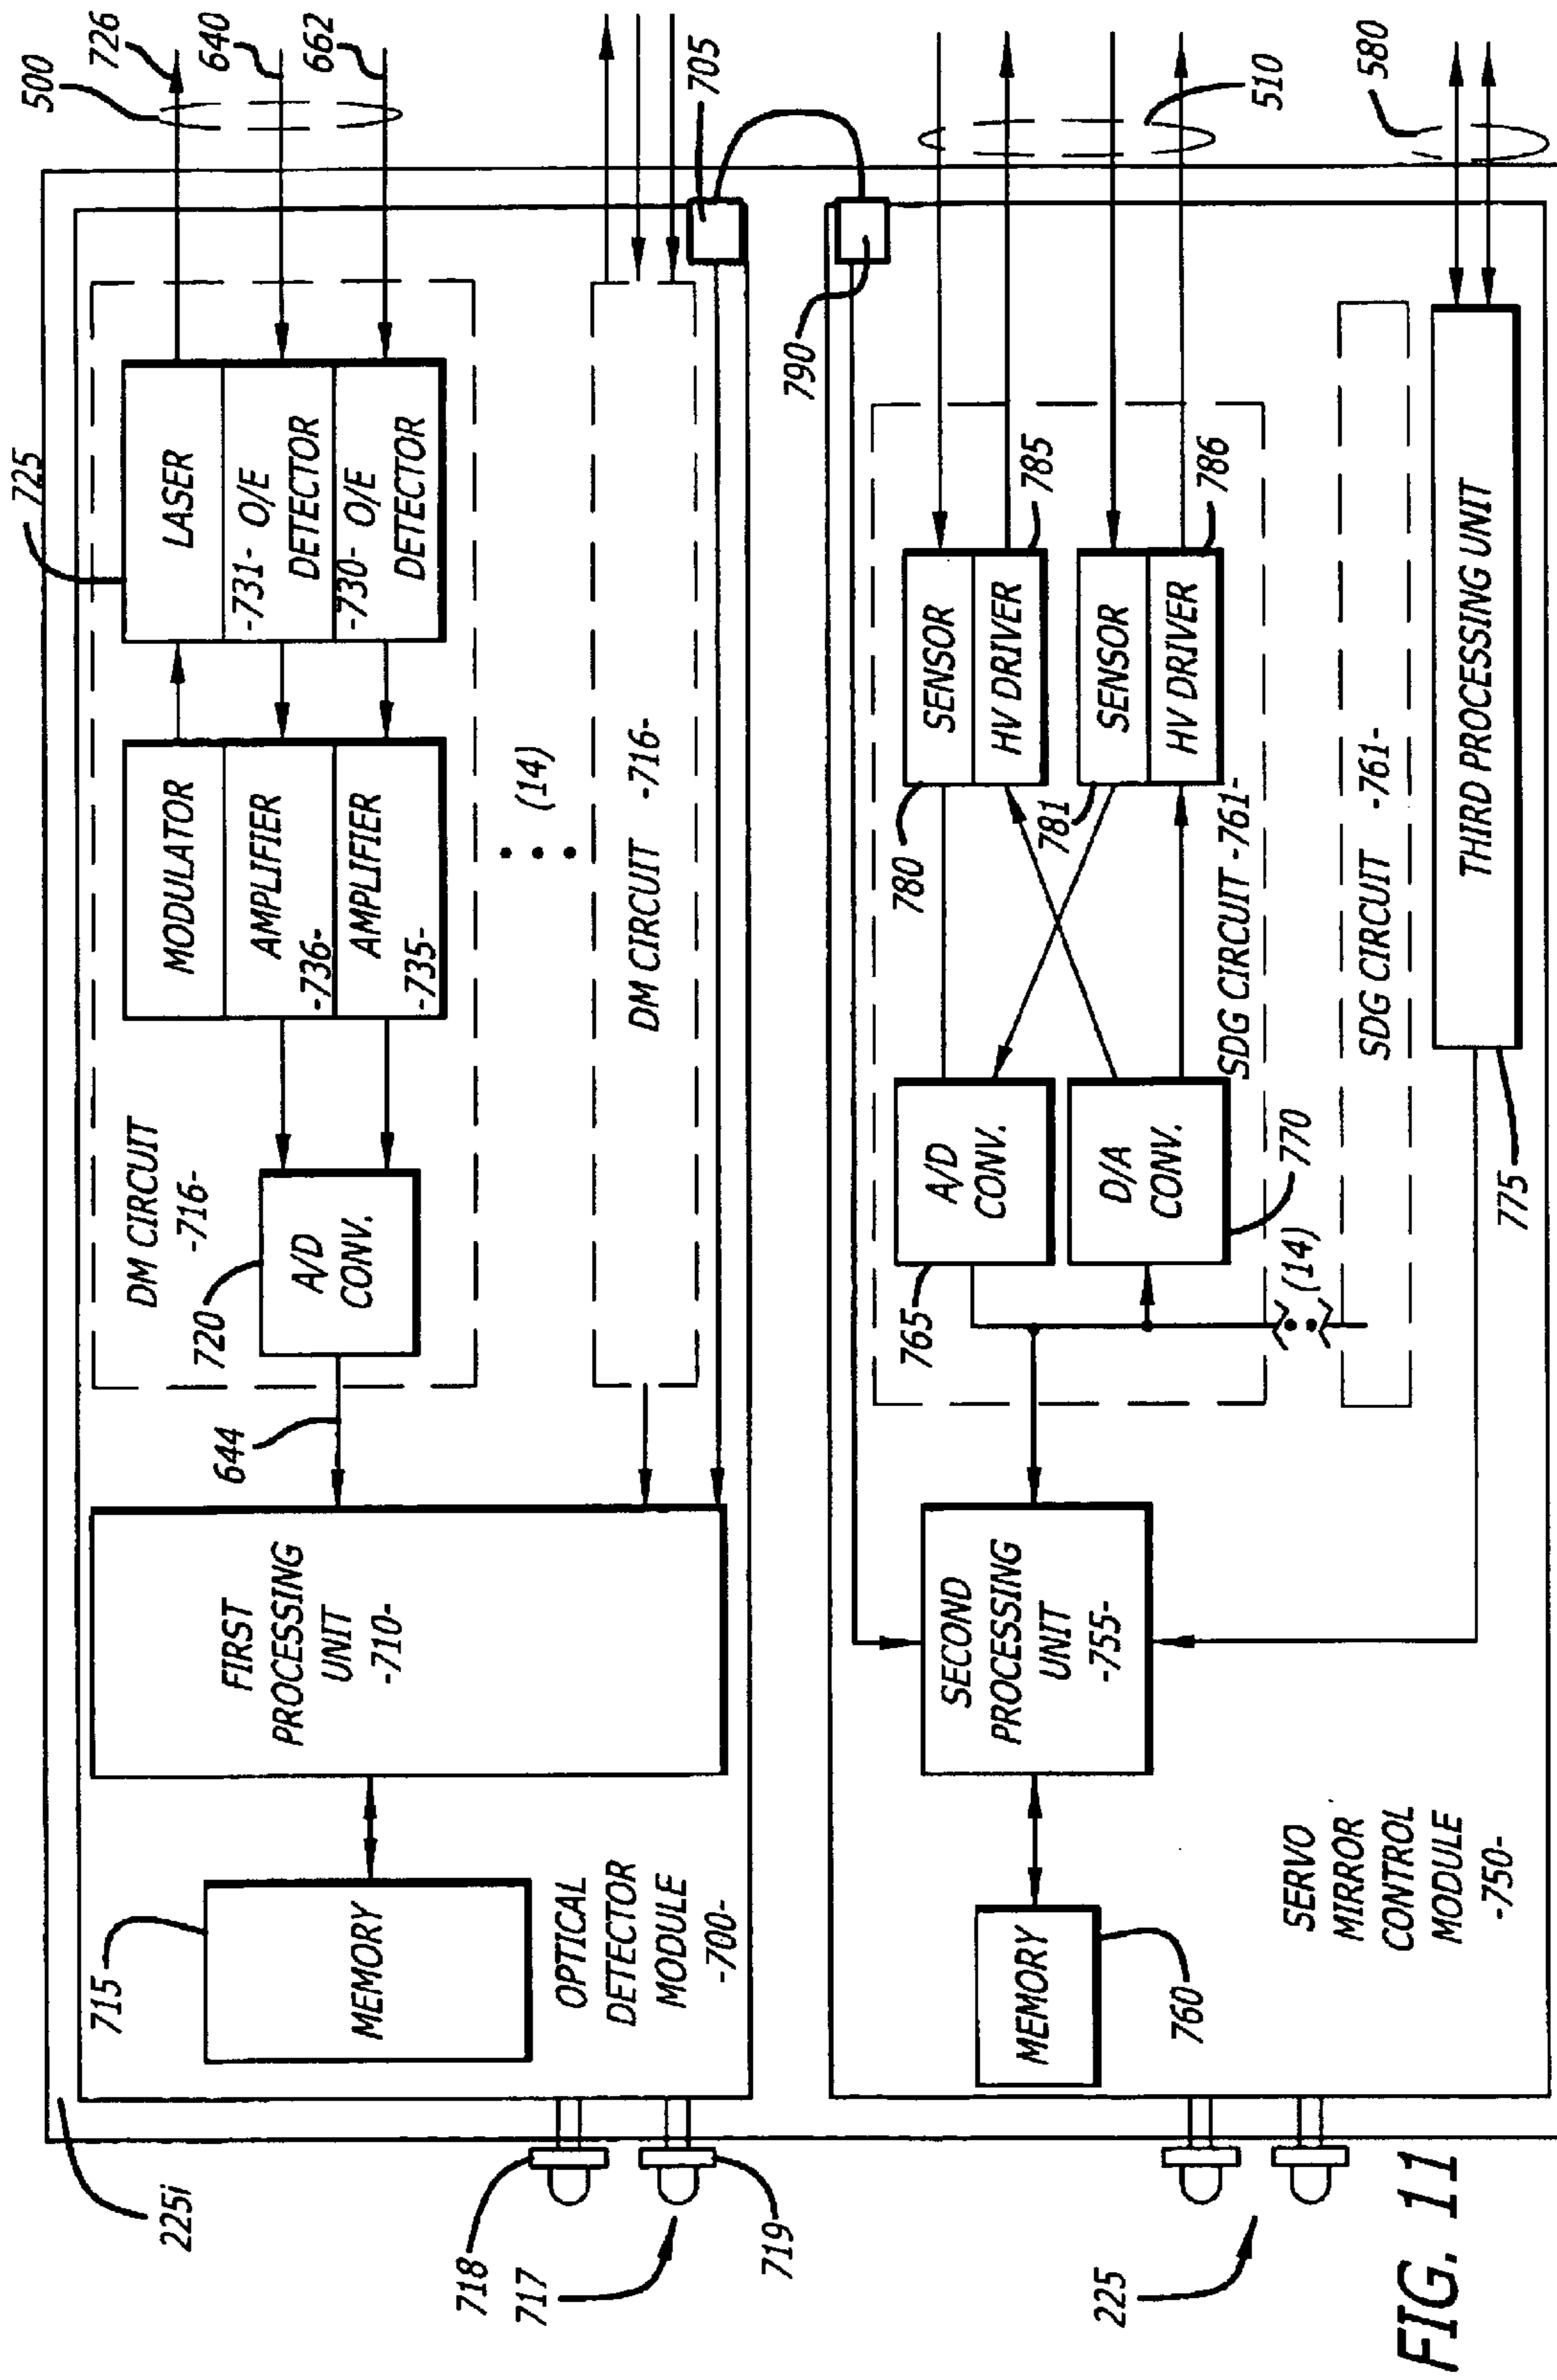 225i
715
MEMORY
OPTICAL
DETECTOR
MODULE
-700-
718
717
719
FIRST
PROCESSING
UNIT
-710-
644
DM CIRCUIT
-716-
720
A/D
CONV.
MODULATOR
AMPLIFIER
-736-
AMPLIFIER
-735-
725
LASER
-731- O/E
DETECTOR
-730- O/E
DETECTOR
500
726
640
662
(14)
DM CIRCUIT -716-
705
790
MEMORY
760
SERVO
MIRROR
CONTROL
MODULE
-750-
225
SECOND
PROCESSING
UNIT
-755-
765
A/D
CONV.
D/A
CONV.
770
780
SENSOR
HV DRIVER
785
781
SENSOR
HV DRIVER
786
SDG CIRCUIT -761-
(14)
SDG CIRCUIT -761-
510
THIRD PROCESSING UNIT
775
580
FIG. 11